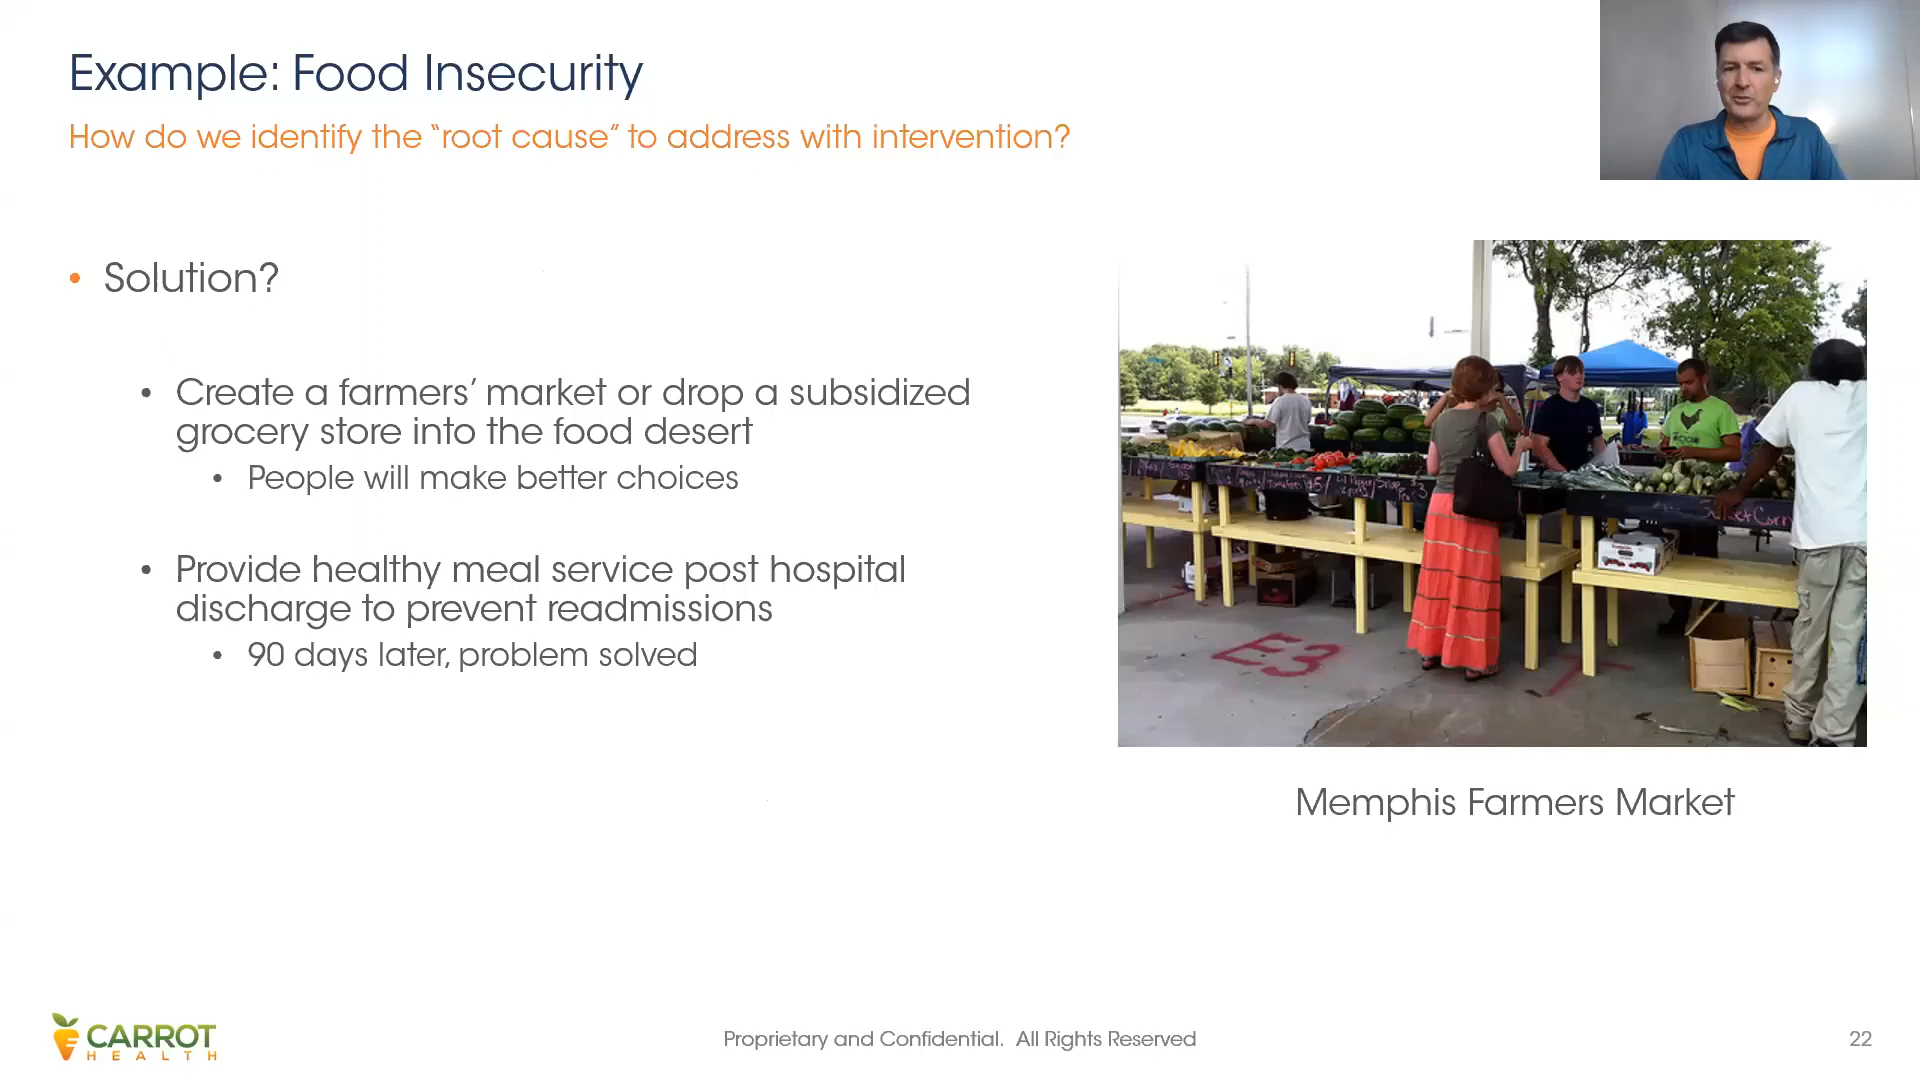 Example: Food Insecurity
How do we identify the “root cause” to address with intervention?
• Solution?
• Create a farmers’ market or drop a subsidized
grocery store into the food desert
• People will make better choices
• Provide healthy meal service post hospital
discharge to prevent readmissions
• 90 days later, problem solved
E3
Memphis Farmers Market
CARROT
HEALTH
Proprietary and Confidential. All Rights Reserved
22